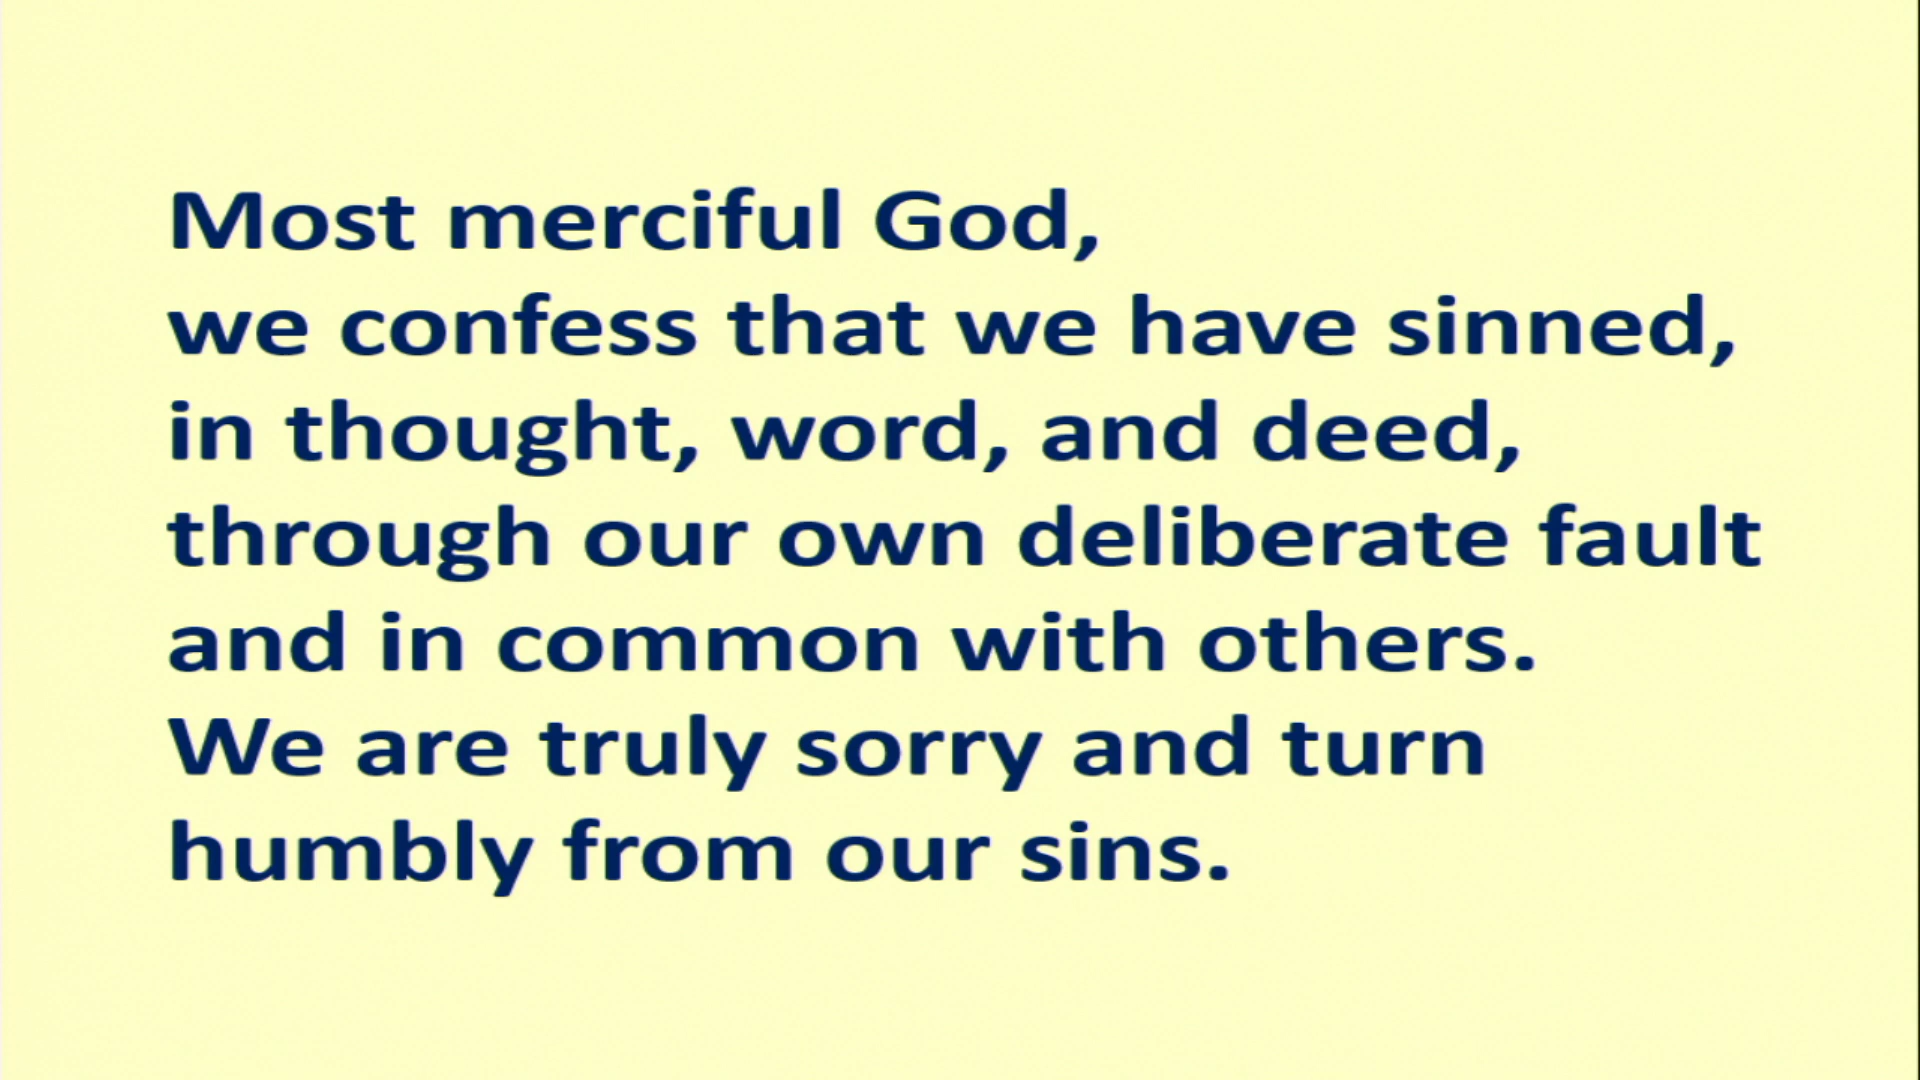 Most merciful God,
we confess that we have sinned,
in thought, word, and deed,
through our own deliberate fault
and in common with others.
We are truly sorry and turn
humbly from our sins.